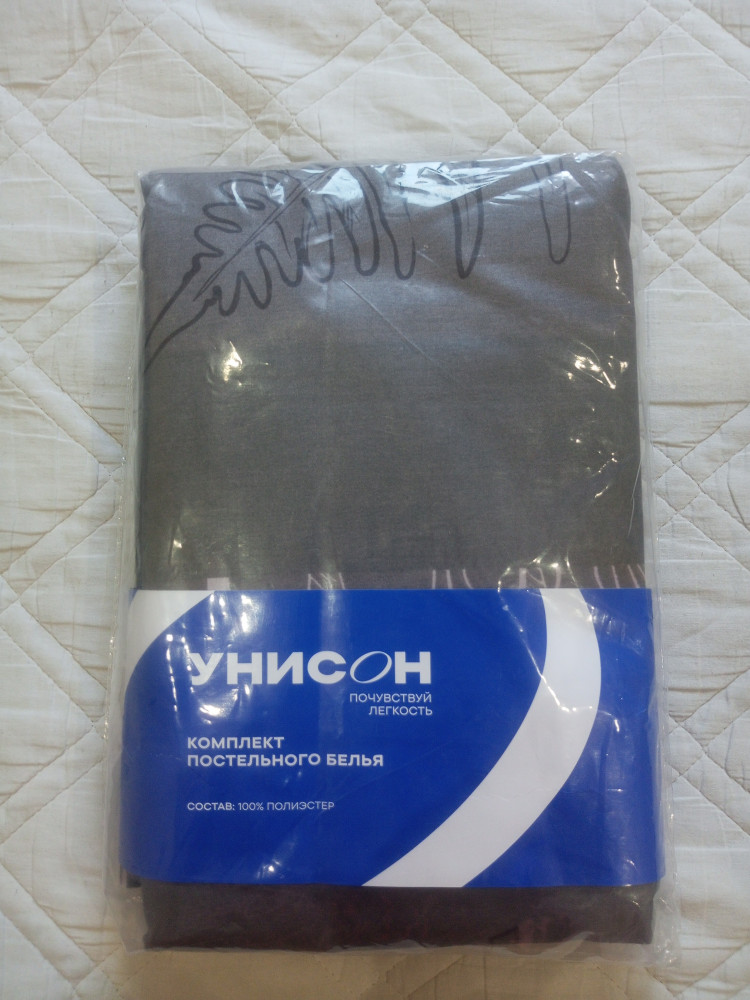 УНИСОН
ПОЧУВСТВУЙ
ЛЕГКОСТЬ
КОМПЛЕКТ
ПОСТЕЛЬНОГО БЕЛЬЯ
СОСТАВ: 100% ПОЛИЭСТЕР